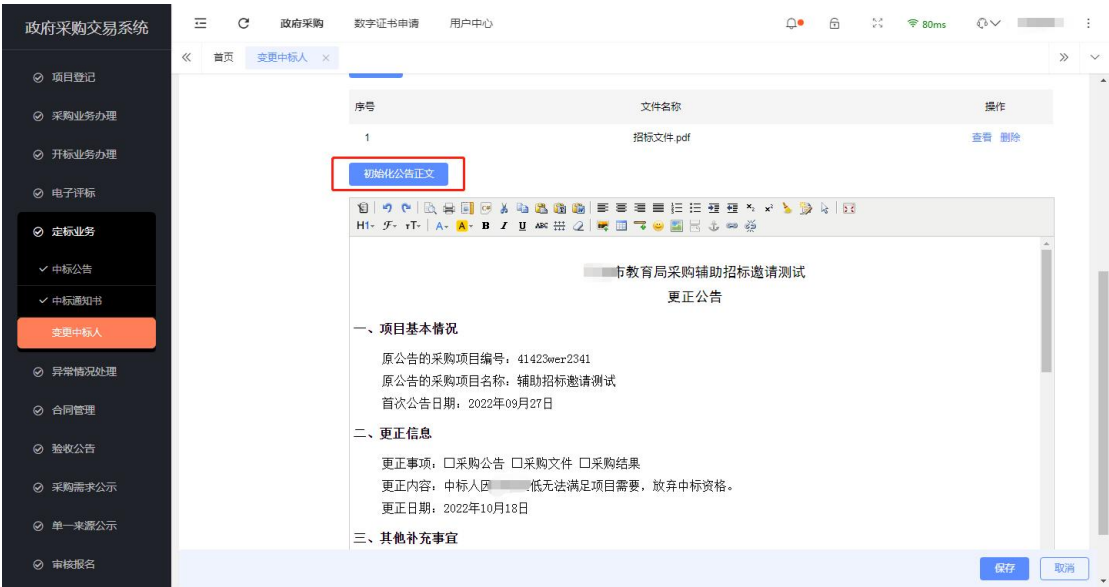 政府采购交易系统
政府采购 数字证书申请 用户中心 80ms
首页 变更中标人 ×
项目登记
采购业务办理
开标业务办理
电子评标
定标业务
中标公告
中标通知书
变更中标人
异常情况处理
合同管理
验收公告
采购需求公示
单一来源公示
审核报名
序号 文件名称 操作
1 招标文件.pdf 查看 删除
初始化公告正文
H1 F тT A A B I U ABC
市教育局采购辅助招标邀请测试
更正公告
一、项目基本情况
原公告的采购项目编号：41423wer2341
原公告的采购项目名称：辅助招标邀请测试
首次公告日期：2022年09月27日
二、更正信息
更正事项：□采购公告 □采购文件 □采购结果
更正内容：中标人因 低无法满足项目需要，放弃中标资格。
更正日期：2022年10月18日
三、其他补充事宜
保存 取消